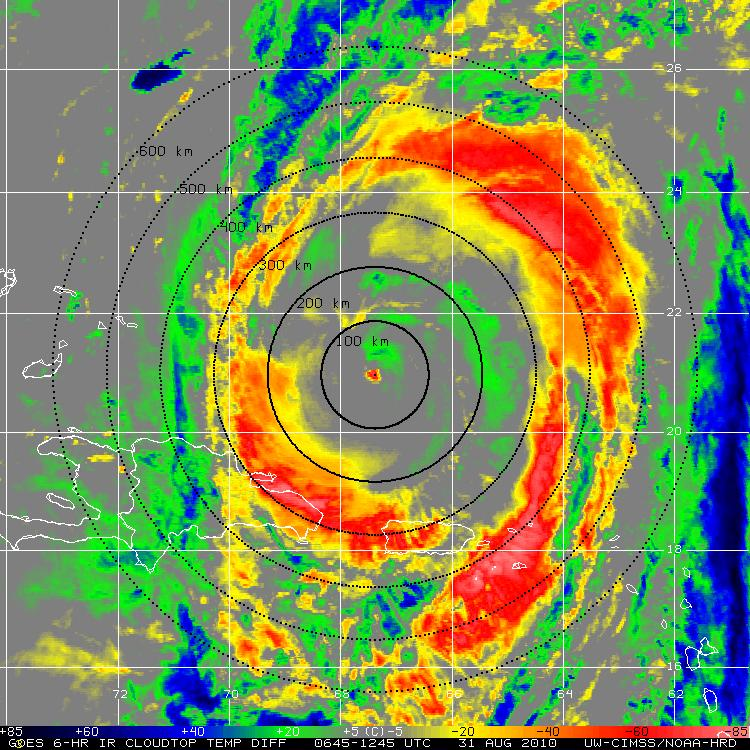 26
600 km
500 km
24
400 km
300 km
200 km
22
100 km
20
18
16
72 70 68 66 64 62
+85 +60 +40 +20 +5 (C) -5 -20 -40 -60 -85
GOES 6-HR IR CLOUDTOP TEMP DIFF 0645-1245 UTC 31 AUG 2010 UW-CIMSS/NOAA HRD